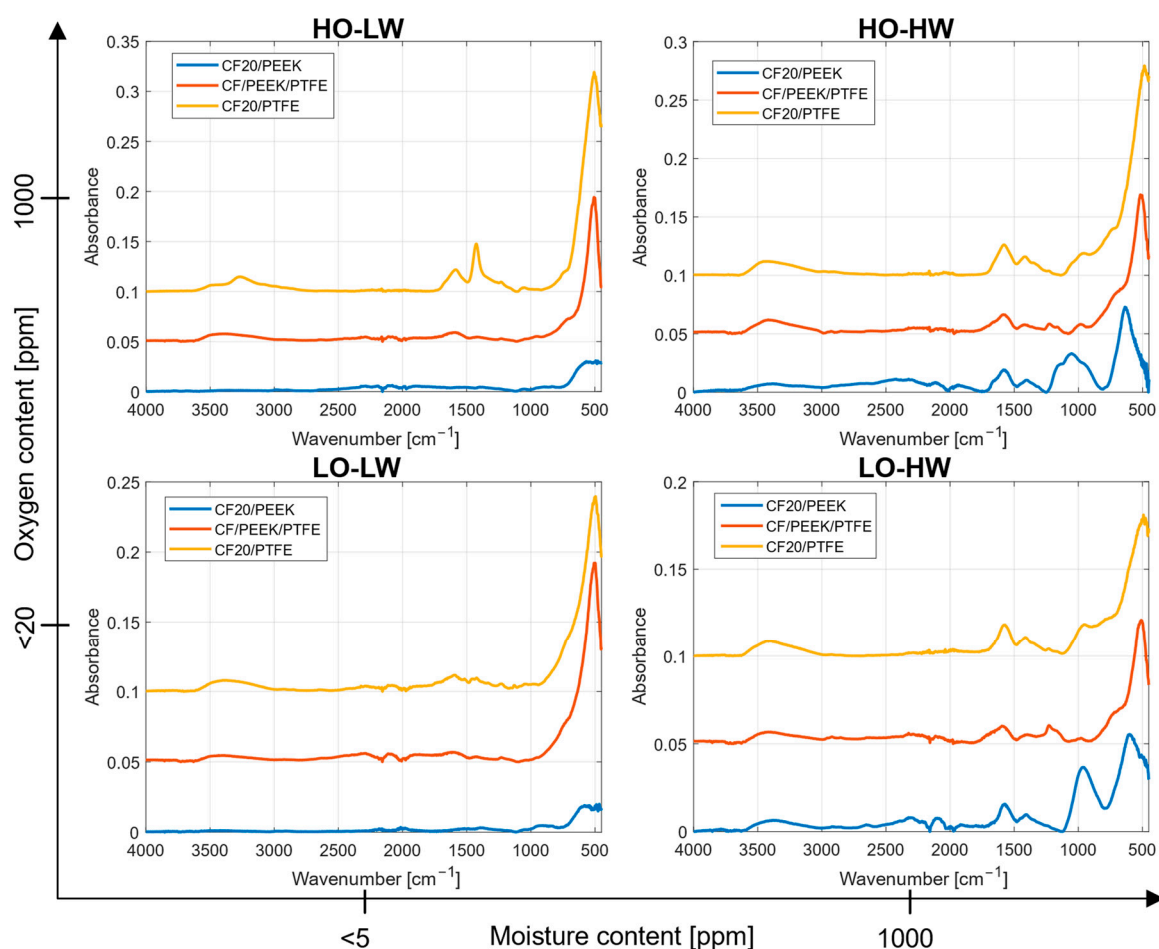 HO-LW
HO-HW
0.35
0.3
0.25
0.2
0.15
0.1
0.05
0
CF20/PEEK
CF/PEEK/PTFE
CF20/PTFE
Absorbance
4000 3500 3000 2500 2000 1500 1000 500
Wavenumber [cm−1]
0.3
0.25
0.2
0.15
0.1
0.05
0
CF20/PEEK
CF/PEEK/PTFE
CF20/PTFE
Absorbance
4000 3500 3000 2500 2000 1500 1000 500
Wavenumber [cm−1]
LO-LW
LO-HW
0.25
0.2
0.15
0.1
0.05
0
CF20/PEEK
CF/PEEK/PTFE
CF20/PTFE
Absorbance
4000 3500 3000 2500 2000 1500 1000 500
Wavenumber [cm−1]
0.2
0.15
0.1
0.05
0
CF20/PEEK
CF/PEEK/PTFE
CF20/PTFE
Absorbance
4000 3500 3000 2500 2000 1500 1000 500
Wavenumber [cm−1]
1000
Oxygen content [ppm]
<20
<5
Moisture content [ppm]
1000